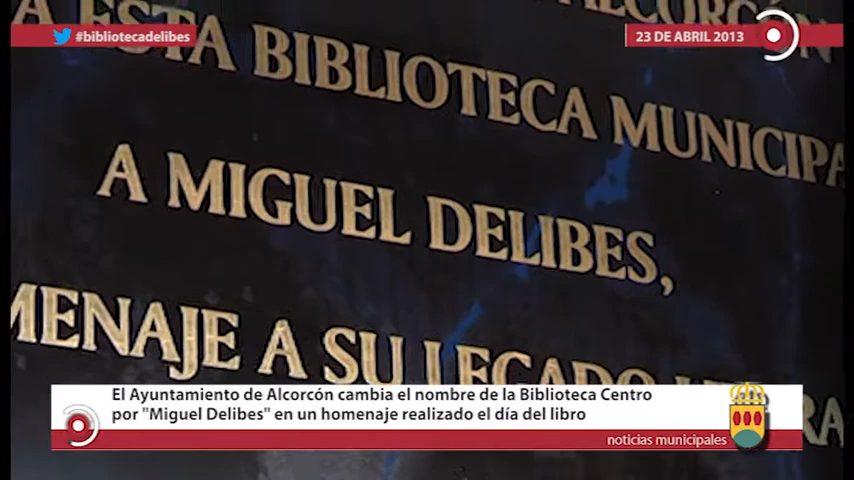 #bibliotecadelibes
23 DE ABRIL 2013
A ESTA BIBLIOTECA MUNICIPA
A MIGUEL DELIBES,
MENAJE A SU LEGADO
El Ayuntamiento de Alcorcón cambia el nombre de la Biblioteca Centro
por "Miguel Delibes" en un homenaje realizado el día del libro
noticias municipales